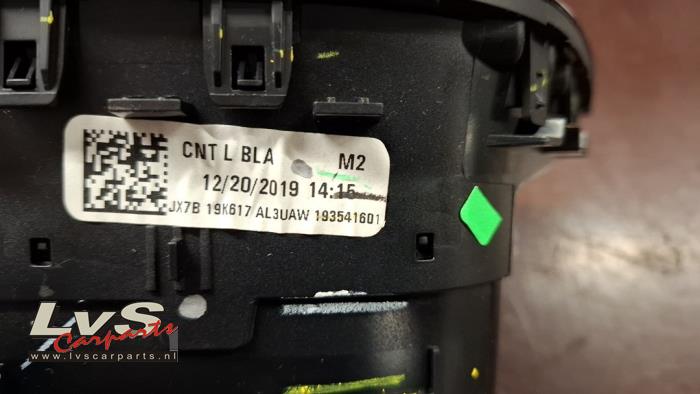 CNT L BLA M2
12/20/2019 14:15
JX7B 19K617 AL3UAW 193541601
LvS
Carparts
www.lvscarparts.nl